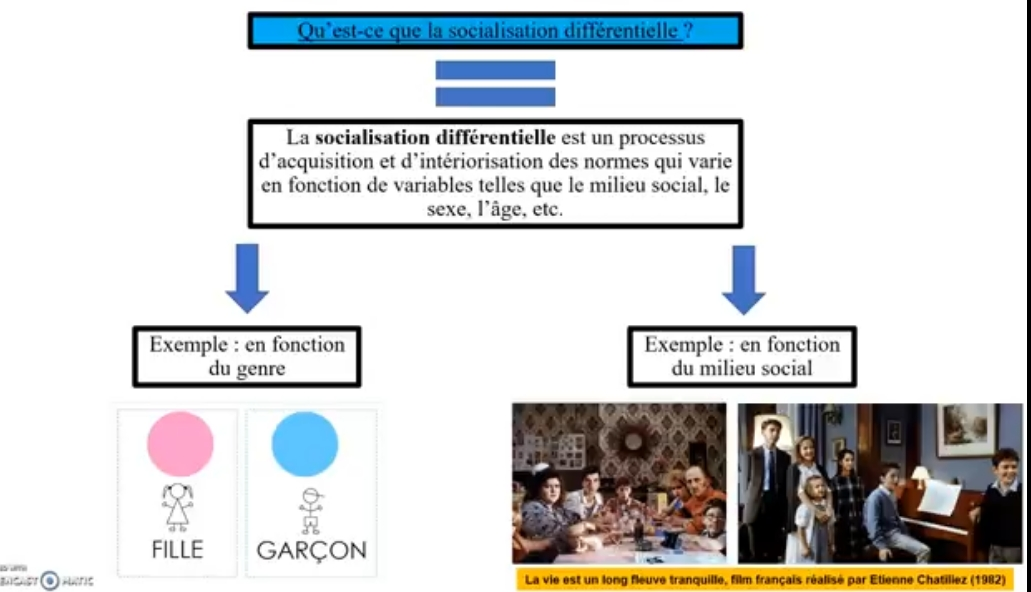 Qu'est-ce que la socialisation différentielle ?
La socialisation différentielle est un processus
d'acquisition et d'intériorisation des normes qui varie
en fonction de variables telles que le milieu social, le
sexe, l'âge, etc.
Exemple : en fonction
du genre
Exemple : en fonction
du milieu social
FILLE
GARÇON
La vie est un long fleuve tranquille, film français réalisé par Etienne Chatiliez (1982)
ENCAST MATIC